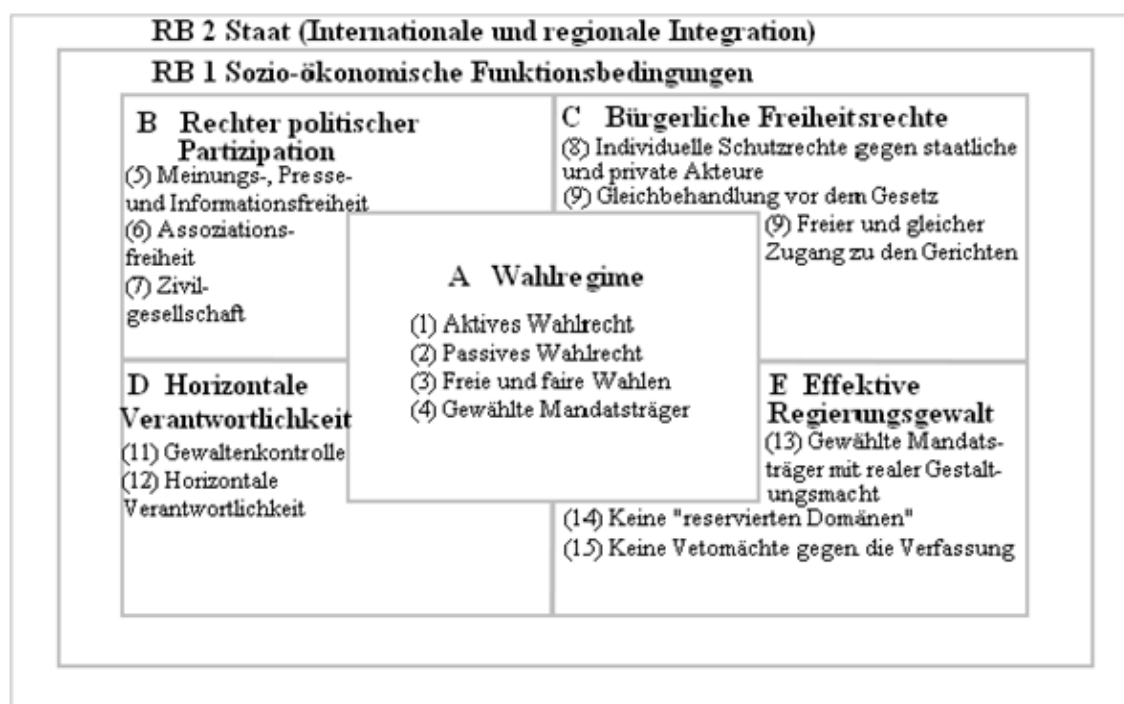 RB 2 Staat (Internationale und regionale Integration)
RB 1 Sozio-ökonomische Funktionsbedingungen
B Rechter politischer
Partizipation
(5) Meinungs-, Presse-
und Informationsfreiheit
(6) Assoziations-
freiheit
(7) Zivil-
gesellschaft
C Bürgerliche Freiheitsrechte
(8) Individuelle Schutzrechte gegen staatliche
und private Akteure
(9) Gleichbehandlung vor dem Gesetz
(9) Freier und gleicher
Zugang zu den Gerichten
A Wahlregime
(1) Aktives Wahlrecht
(2) Passives Wahlrecht
(3) Freie und faire Wahlen
(4) Gewählte Mandatsträger
D Horizontale
Verantwortlichkeit
(11) Gewaltenkontrolle
(12) Horizontale
Verantwortlichkeit
E Effektive
Regierungsgewalt
(13) Gewählte Mandats-
träger mit realer Gestalt-
ungsmacht
(14) Keine "reservierten Domänen"
(15) Keine Vetomächte gegen die Verfassung